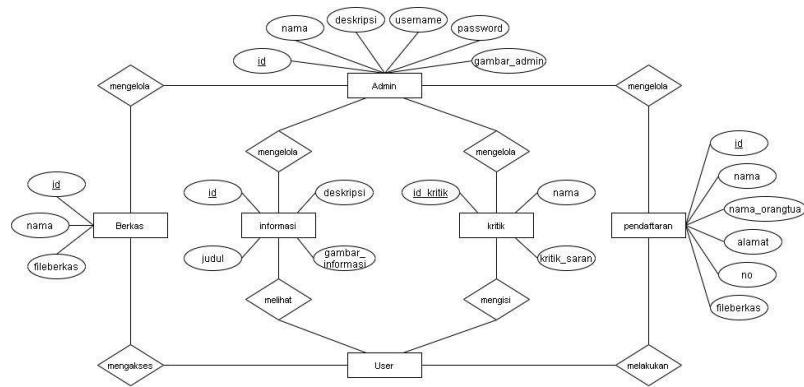 deskripsi
username
nama
password
id
gambar_admin
mengelola
Admin
mengelola
mengelola
mengelola
id
nama
fileberkas
Berkas
id
deskripsi
informasi
judul
gambar_
informasi
id_kritik
nama
kritik
kritik_saran
pendaftaran
id
nama
nama_orangtua
alamat
no
fileberkas
melihat
mengisi
mengakses
User
melakukan